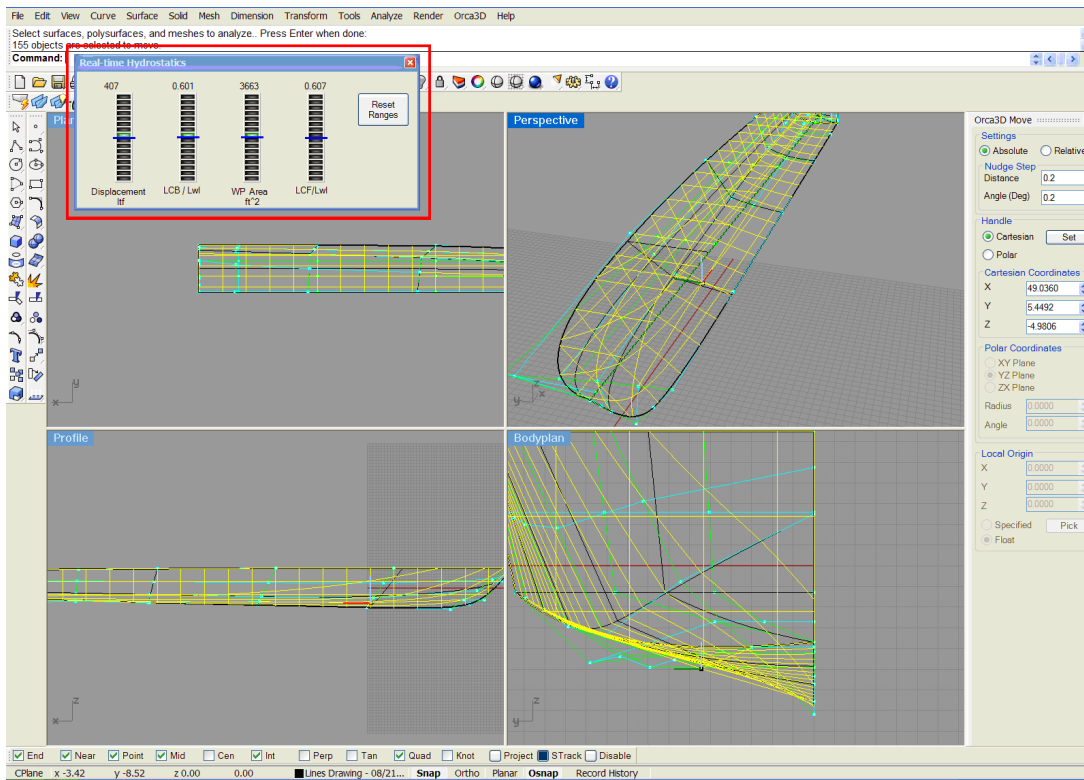 File Edit View Curve Surface Solid Mesh Dimension Transform Tools Analyze Render Orca3D Help
Select surfaces, polysurfaces, and meshes to analyze.. Press Enter when done:
155 objects are selected to move.
Command:
Real-time Hydrostatics
407 0.601 3663 0.607
Reset
Ranges
Displacement LCB / Lwl WP Area LCF/Lwl
ltf ft^2
Perspective
y x
y x z
Profile
Bodyplan
z x
z y
Orca3D Move
Settings
Absolute Relative
Nudge Step
Distance 0.2
Angle (Deg) 0.2
Handle
Cartesian Set
Polar
Cartesian Coordinates
X 49.0360
Y 5.4492
Z -4.9806
Polar Coordinates
XY Plane
YZ Plane
ZX Plane
Radius 0.0000
Angle 0.0000
Local Origin
X 0.0000
Y 0.0000
Z 0.0000
Specified Pick
Float
End Near Point Mid Cen Int Perp Tan Quad Knot Project STrack Disable
CPlane x -3.42 y -8.52 z 0.00 0.00 Lines Drawing - 08/21... Snap Ortho Planar Osnap Record History